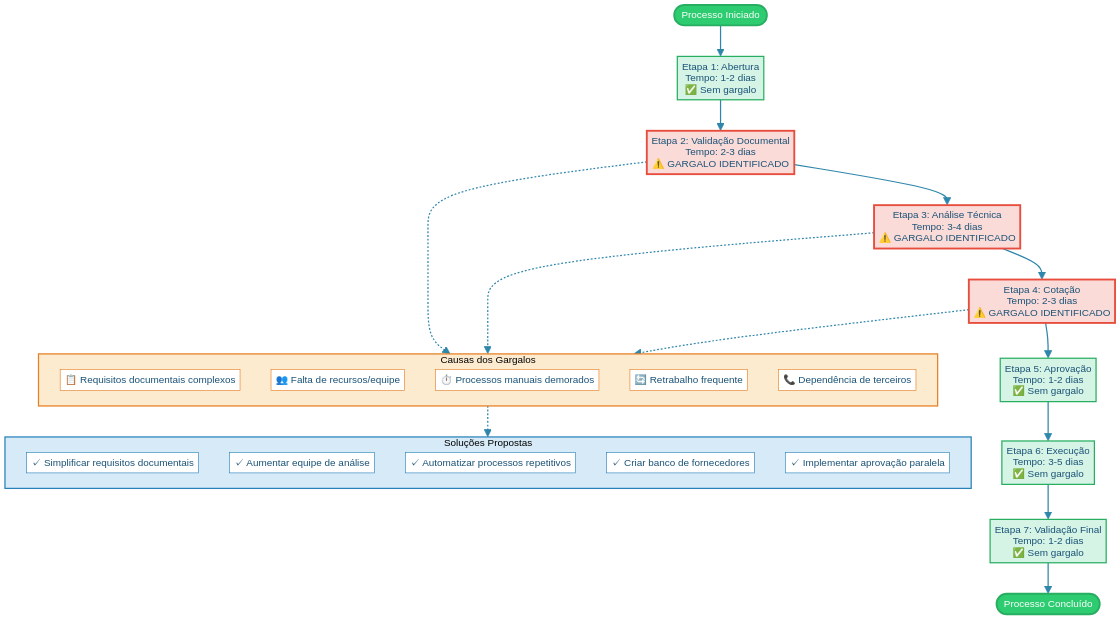 Processo Iniciado
Etapa 1: Abertura
Tempo: 1-2 dias
✅ Sem gargalo
Etapa 2: Validação Documental
Tempo: 2-3 dias
⚠️ GARGALO IDENTIFICADO
Etapa 3: Análise Técnica
Tempo: 3-4 dias
⚠️ GARGALO IDENTIFICADO
Etapa 4: Cotação
Tempo: 2-3 dias
⚠️ GARGALO IDENTIFICADO
Causas dos Gargalos
📋 Requisitos documentais complexos
👥 Falta de recursos/equipe
⏱️ Processos manuais demorados
🔄 Retrabalho frequente
📞 Dependência de terceiros
Etapa 5: Aprovação
Tempo: 1-2 dias
✅ Sem gargalo
Soluções Propostas
✓ Simplificar requisitos documentais
✓ Aumentar equipe de análise
✓ Automatizar processos repetitivos
✓ Criar banco de fornecedores
✓ Implementar aprovação paralela
Etapa 6: Execução
Tempo: 3-5 dias
✅ Sem gargalo
Etapa 7: Validação Final
Tempo: 1-2 dias
✅ Sem gargalo
Processo Concluído